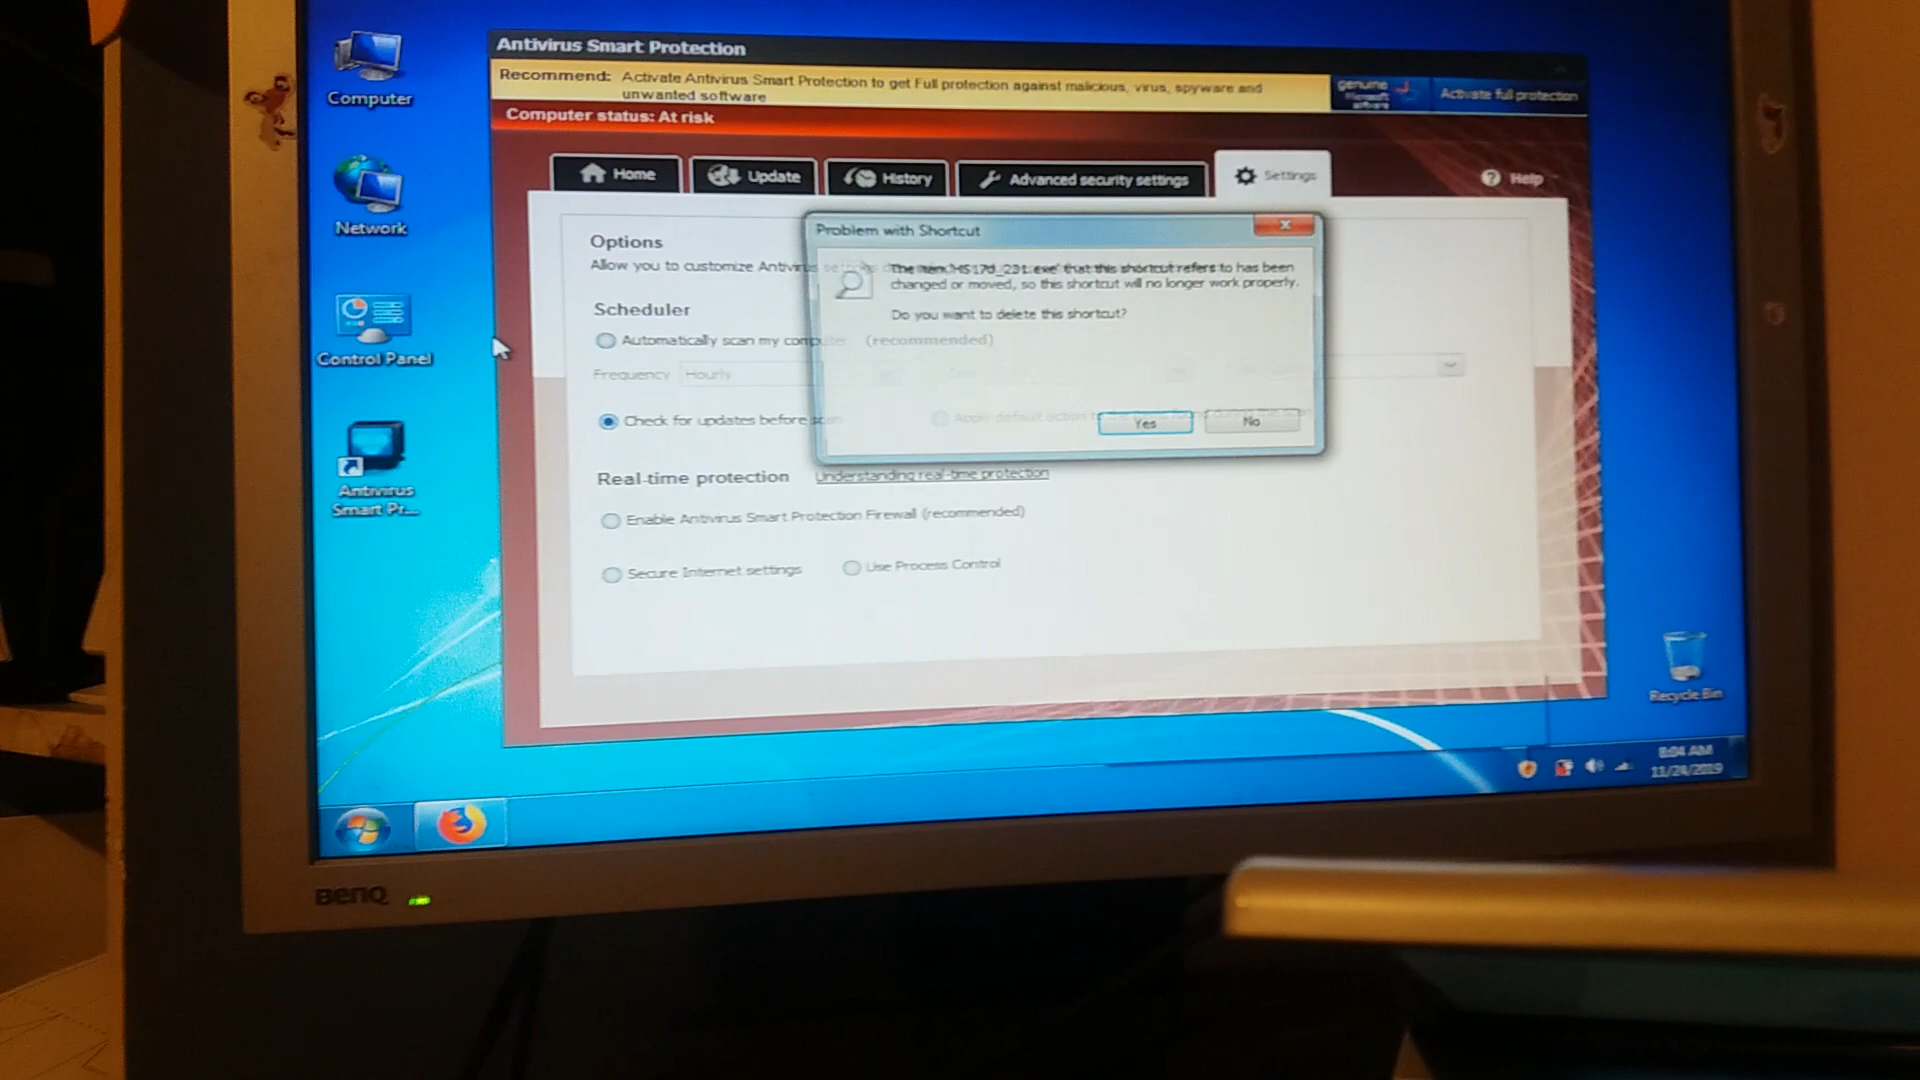 Computer
Network
Control Panel
Antivirus
Smart Pr...
Antivirus Smart Protection
Recommend: Activate Antivirus Smart Protection to get Full protection against malicious, virus, spyware and
unwanted software
genuine
Microsoft
software
Activate full protection
Computer status: At risk
Home
Update
History
Advanced security settings
Settings
Help
Options
Allow you to customize Antivirus
Scheduler
Automatically scan my computer (recommended)
Frequency Hourly
Check for updates before scan
Apply default action
Real-time protection Understanding real-time protection
Enable Antivirus Smart Protection Firewall (recommended)
Secure Internet settings
Use Process Control
Problem with Shortcut
that this shortcut refers to has been
changed or moved, so this shortcut will no longer work properly.
Do you want to delete this shortcut?
Yes
No
Recycle Bin
8:04 AM
11/24/2019
BenQ